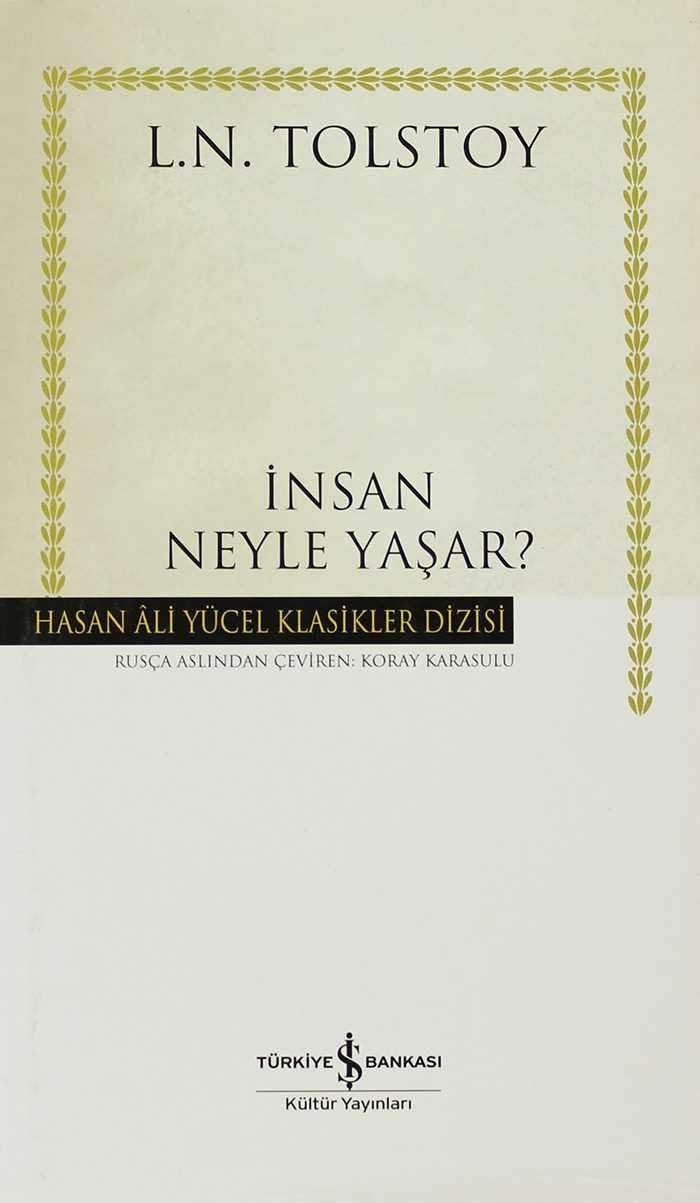 L.N. TOLSTOY
İNSAN
NEYLE YAŞAR?
HASAN ÂLİ YÜCEL KLASİKLER DİZİSİ
RUSÇA ASLINDAN ÇEVİREN: KORAY KARASULU
TÜRKİYE İŞ BANKASI
Kültür Yayınları